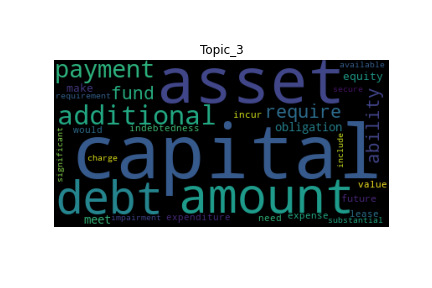 Topic_3
payment asset available
make fund equity
requirement secure
additional incur require ability
indebtedness obligation
would
significant charge capital include
debt amount value
future
meet impairment expenditure need expense lease
substantial